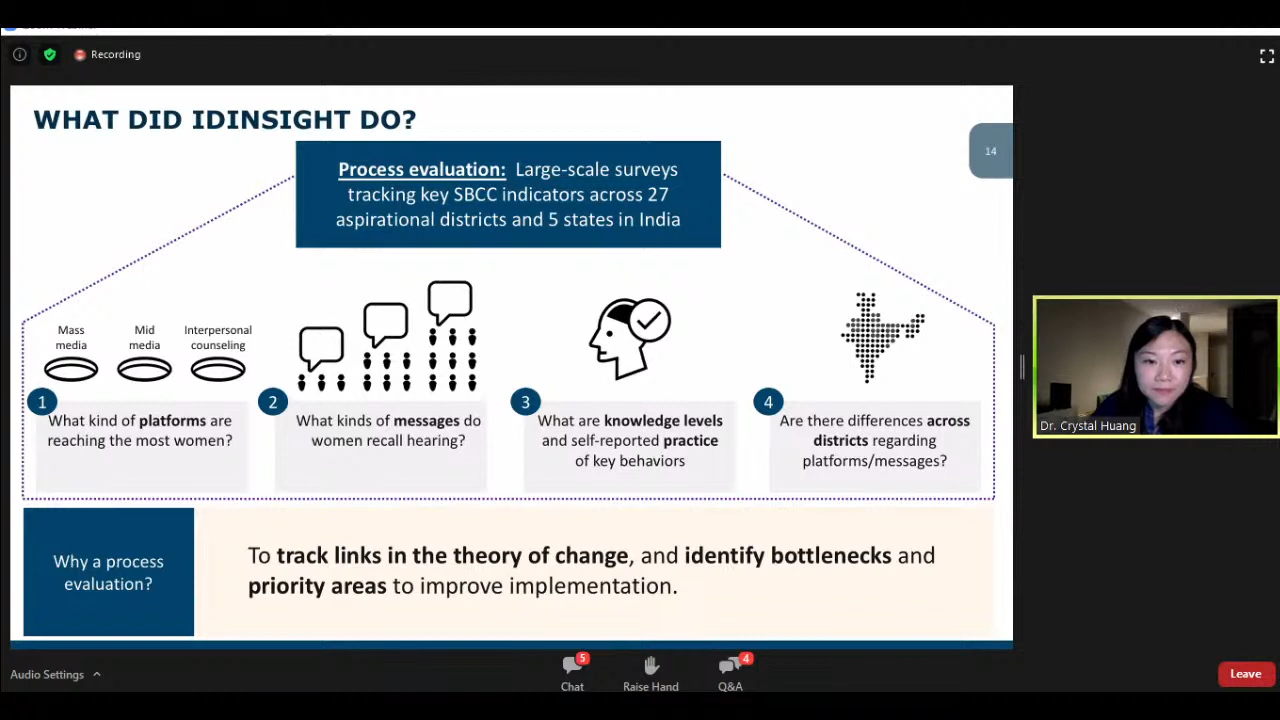 Recording
WHAT DID IDINSIGHT DO?
14
Process evaluation: Large-scale surveys
tracking key SBCC indicators across 27
aspirational districts and 5 states in India
Mass
media
Mid
media
Interpersonal
counseling
1
What kind of platforms are
reaching the most women?
2
What kinds of messages do
women recall hearing?
3
What are knowledge levels
and self-reported practice
of key behaviors
4
Are there differences across
districts regarding
platforms/messages?
Why a process
evaluation?
To track links in the theory of change, and identify bottlenecks and
priority areas to improve implementation.
Dr. Crystal Huang
Audio Settings
5
Chat
Raise Hand
4
Q&A
Leave